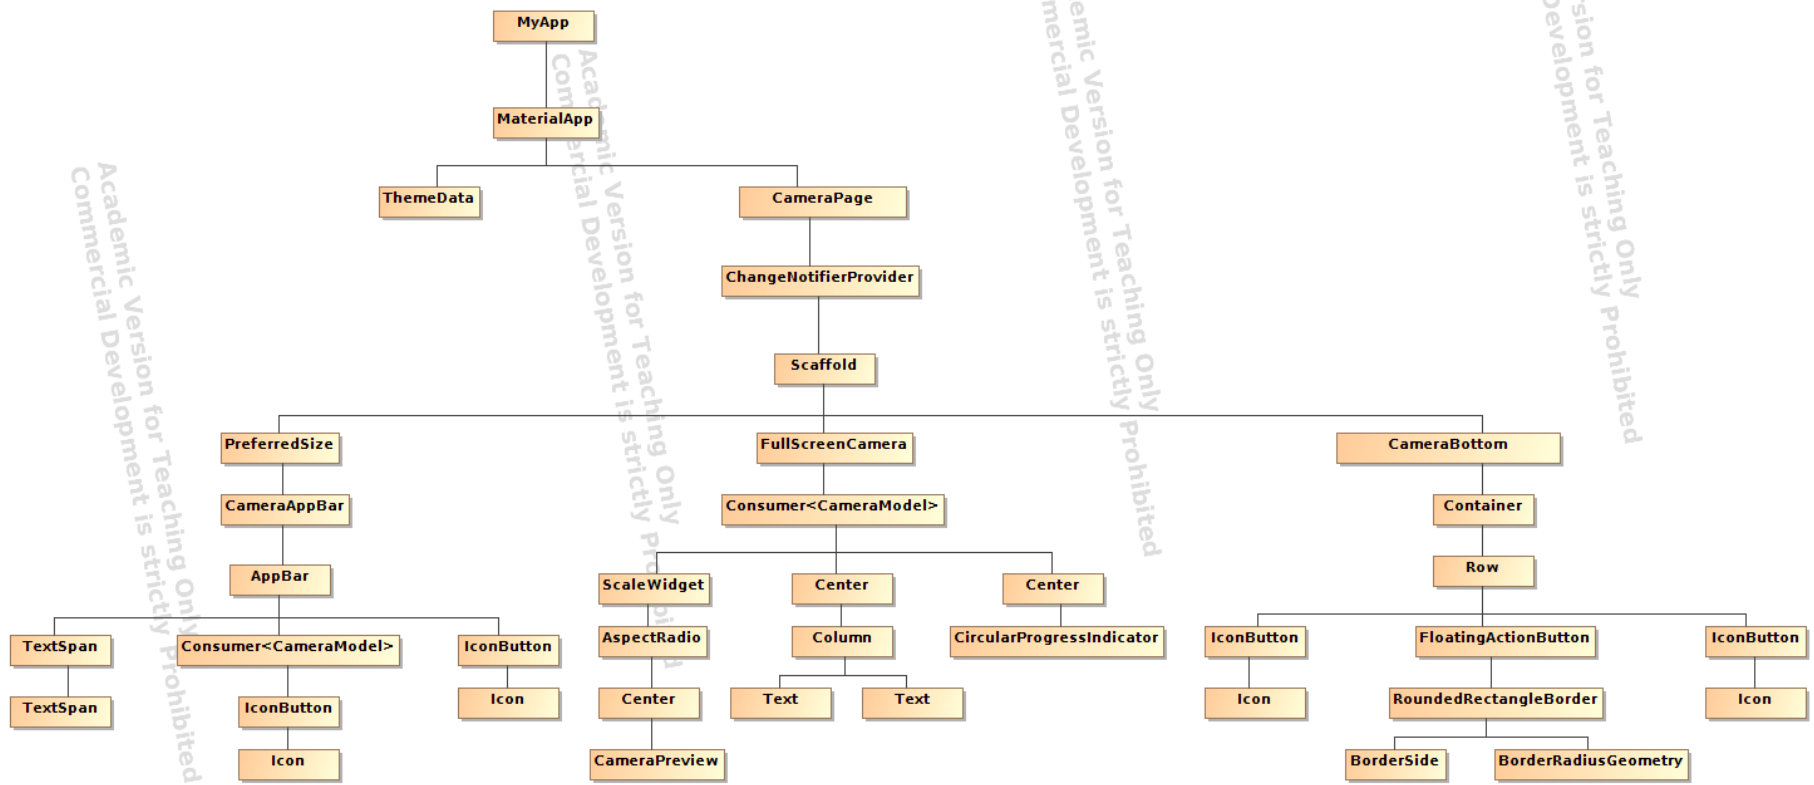 MyApp
MaterialApp
ThemeData
CameraPage
ChangeNotifierProvider
Scaffold
PreferredSize
FullScreenCamera
CameraBottom
CameraAppBar
Consumer<CameraModel>
Container
AppBar
ScaleWidget
Center
Center
Row
TextSpan
Consumer<CameraModel>
IconButton
AspectRadio
Column
CircularProgressIndicator
IconButton
FloatingActionButton
IconButton
TextSpan
IconButton
Icon
Center
Text
Text
Icon
RoundedRectangleBorder
Icon
Icon
CameraPreview
BorderSide
BorderRadiusGeometry
Academic Version for Teaching Only
Commercial Development is strictly Prohibited
Academic Version for Teaching Only
Commercial Development is strictly Prohibited
emic Version for Teaching Only
mercial Development is strictly Prohibited
sion for Teaching Only
Development is strictly Prohibited